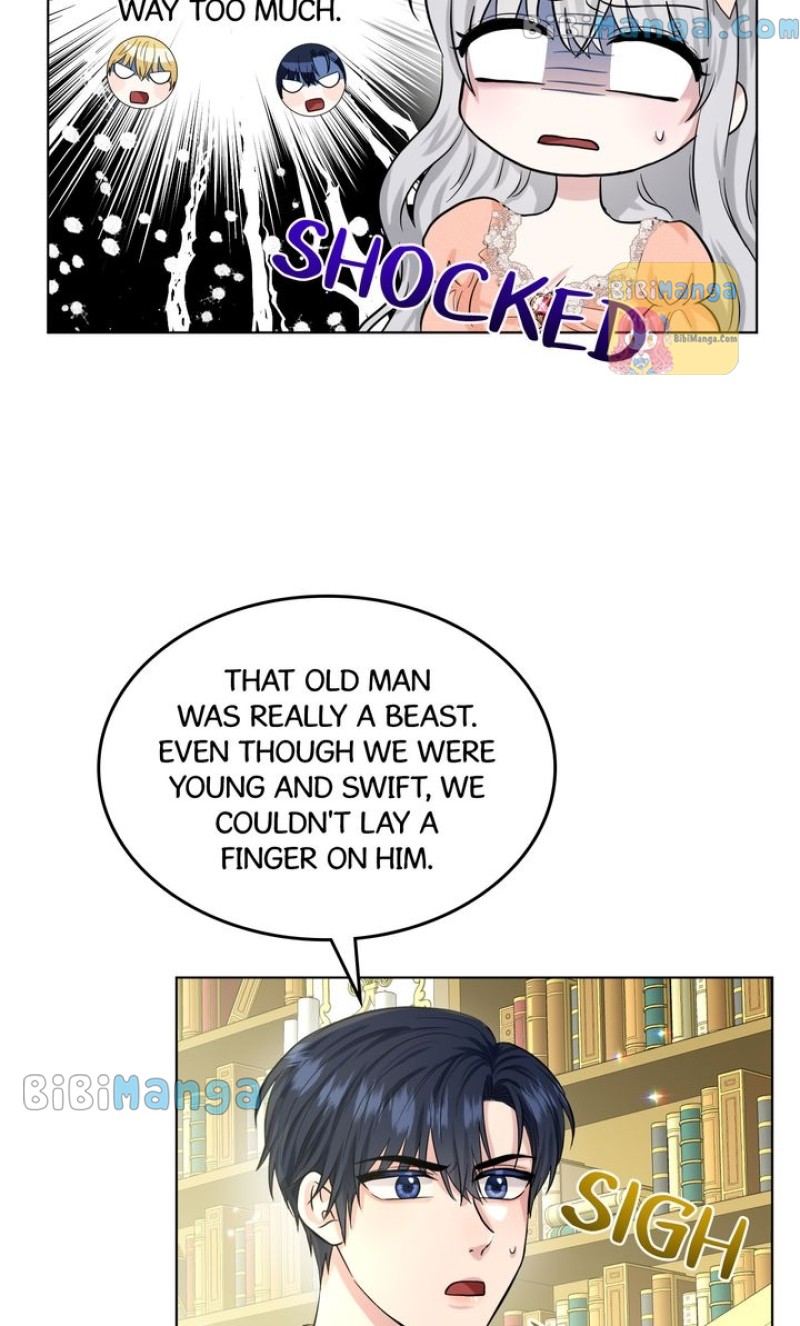 WAY TOO MUCH.
BiBiManga.Com
SHOCKED
BiBiManga
BibiManga.Com
THAT OLD MAN
WAS REALLY A BEAST.
EVEN THOUGH WE WERE
YOUNG AND SWIFT, WE
COULDN'T LAY A
FINGER ON HIM.
BiBiManga
SIGH